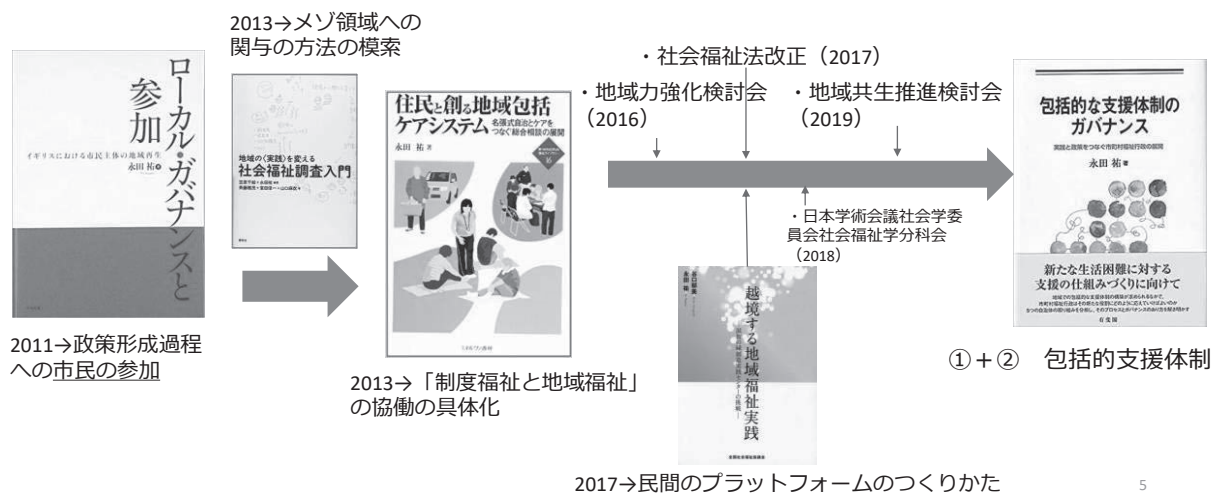 2013→メゾ領域への
関与の方法の模索
ローカル・ガバナンスと
参加
イギリスにおける市民主体の地域再生
永田 祐 著
2011→政策形成過程
への市民の参加
地域の〈実践〉を変える
社会福祉調査入門
住民と創る地域包括
ケアシステム
名張式自治とケアを
つなぐ総合相談の展開
永田 祐 著
2013→「制度福祉と地域福祉」
の協働の具体化
・社会福祉法改正(2017)
・地域力強化検討会
(2016)
・地域共生推進検討会
(2019)
・日本学術会議社会学委
員会社会福祉学分科会
(2018)
越境する地域福祉実践
永田 祐
2017→民間のプラットフォームのつくりかた
包括的な支援体制の
ガバナンス
実践と政策をつなぐ市町村福祉行政の展開
永田 祐 著
新たな生活困難に対する
支援の仕組みづくりに向けて
有斐閣
①+② 包括的支援体制
5